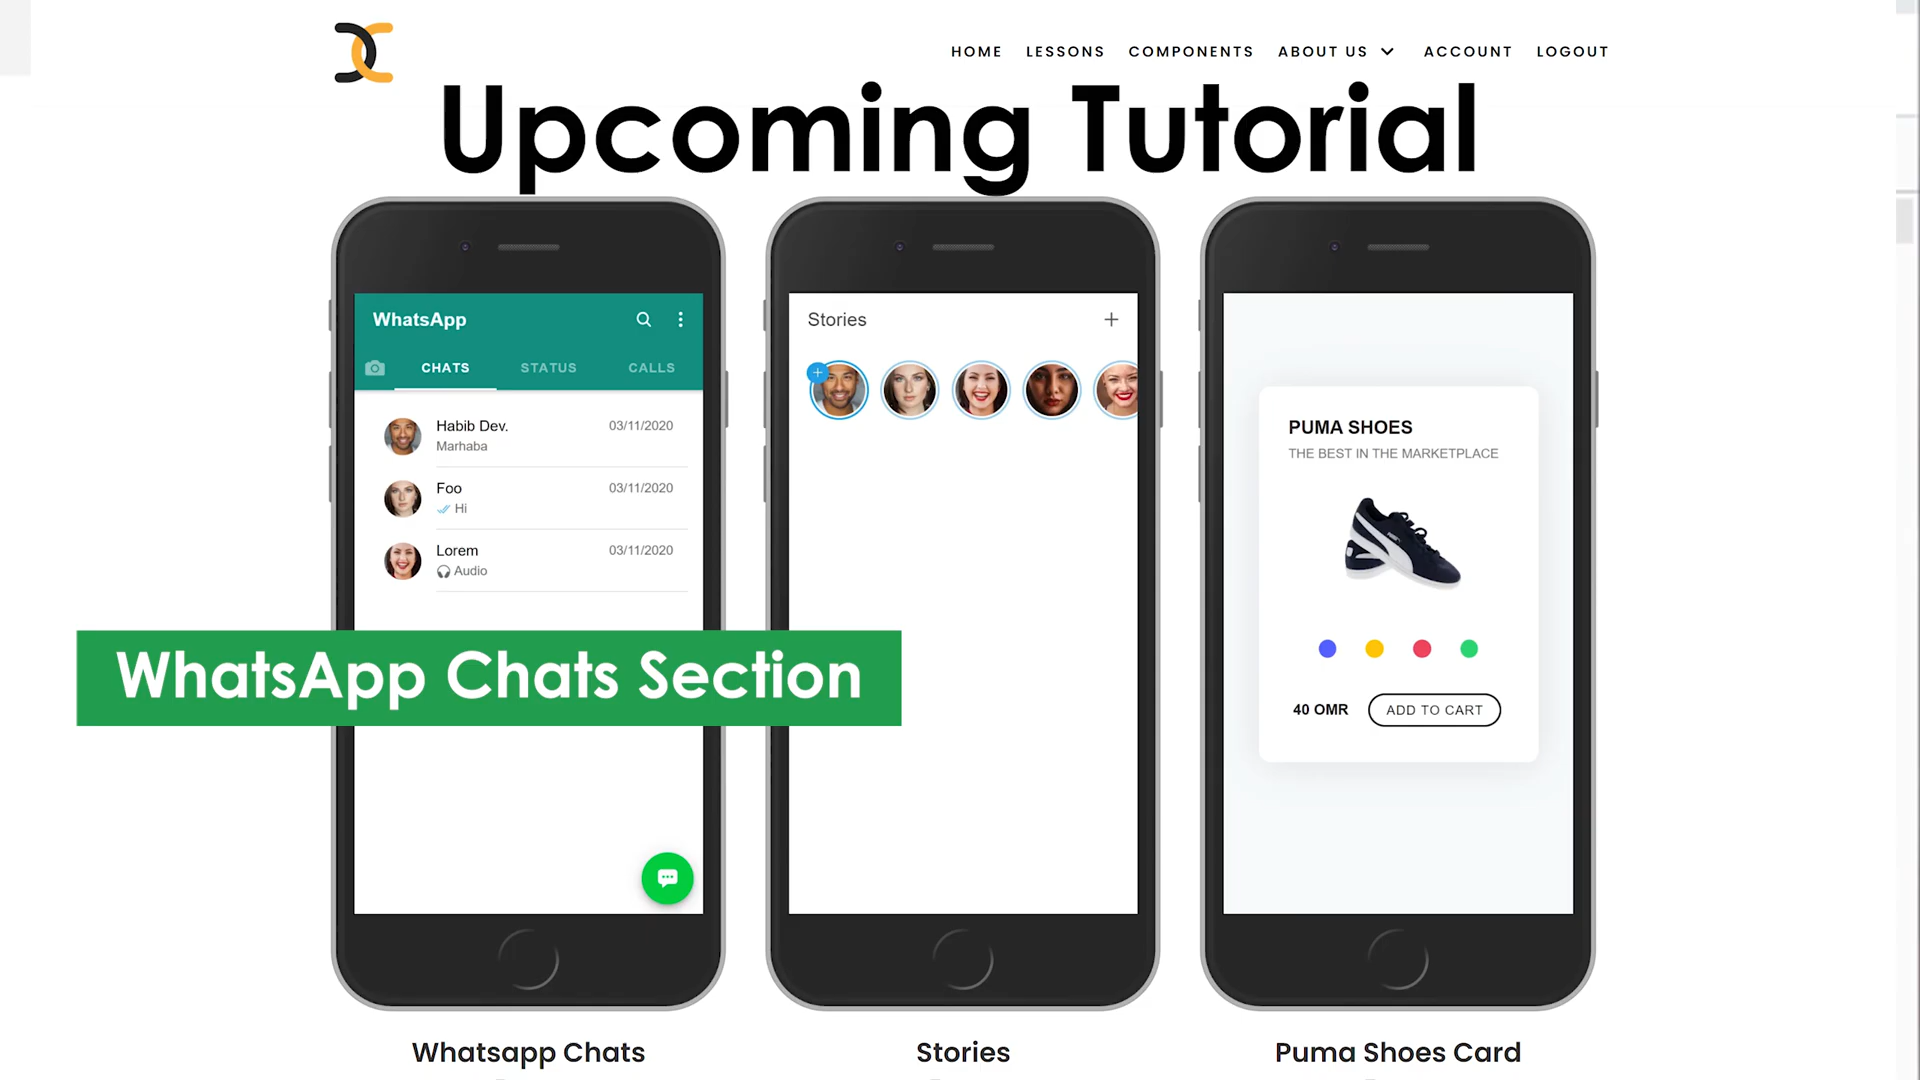 HOME LESSONS COMPONENTS ABOUT US ACCOUNT LOGOUT
Upcoming Tutorial
WhatsApp
CHATS STATUS CALLS
Habib Dev. 03/11/2020
Marhaba
Foo 03/11/2020
Hi
Lorem 03/11/2020
Audio
WhatsApp Chats Section
Whatsapp Chats
Stories
Stories
PUMA SHOES
THE BEST IN THE MARKETPLACE
40 OMR ADD TO CART
Puma Shoes Card